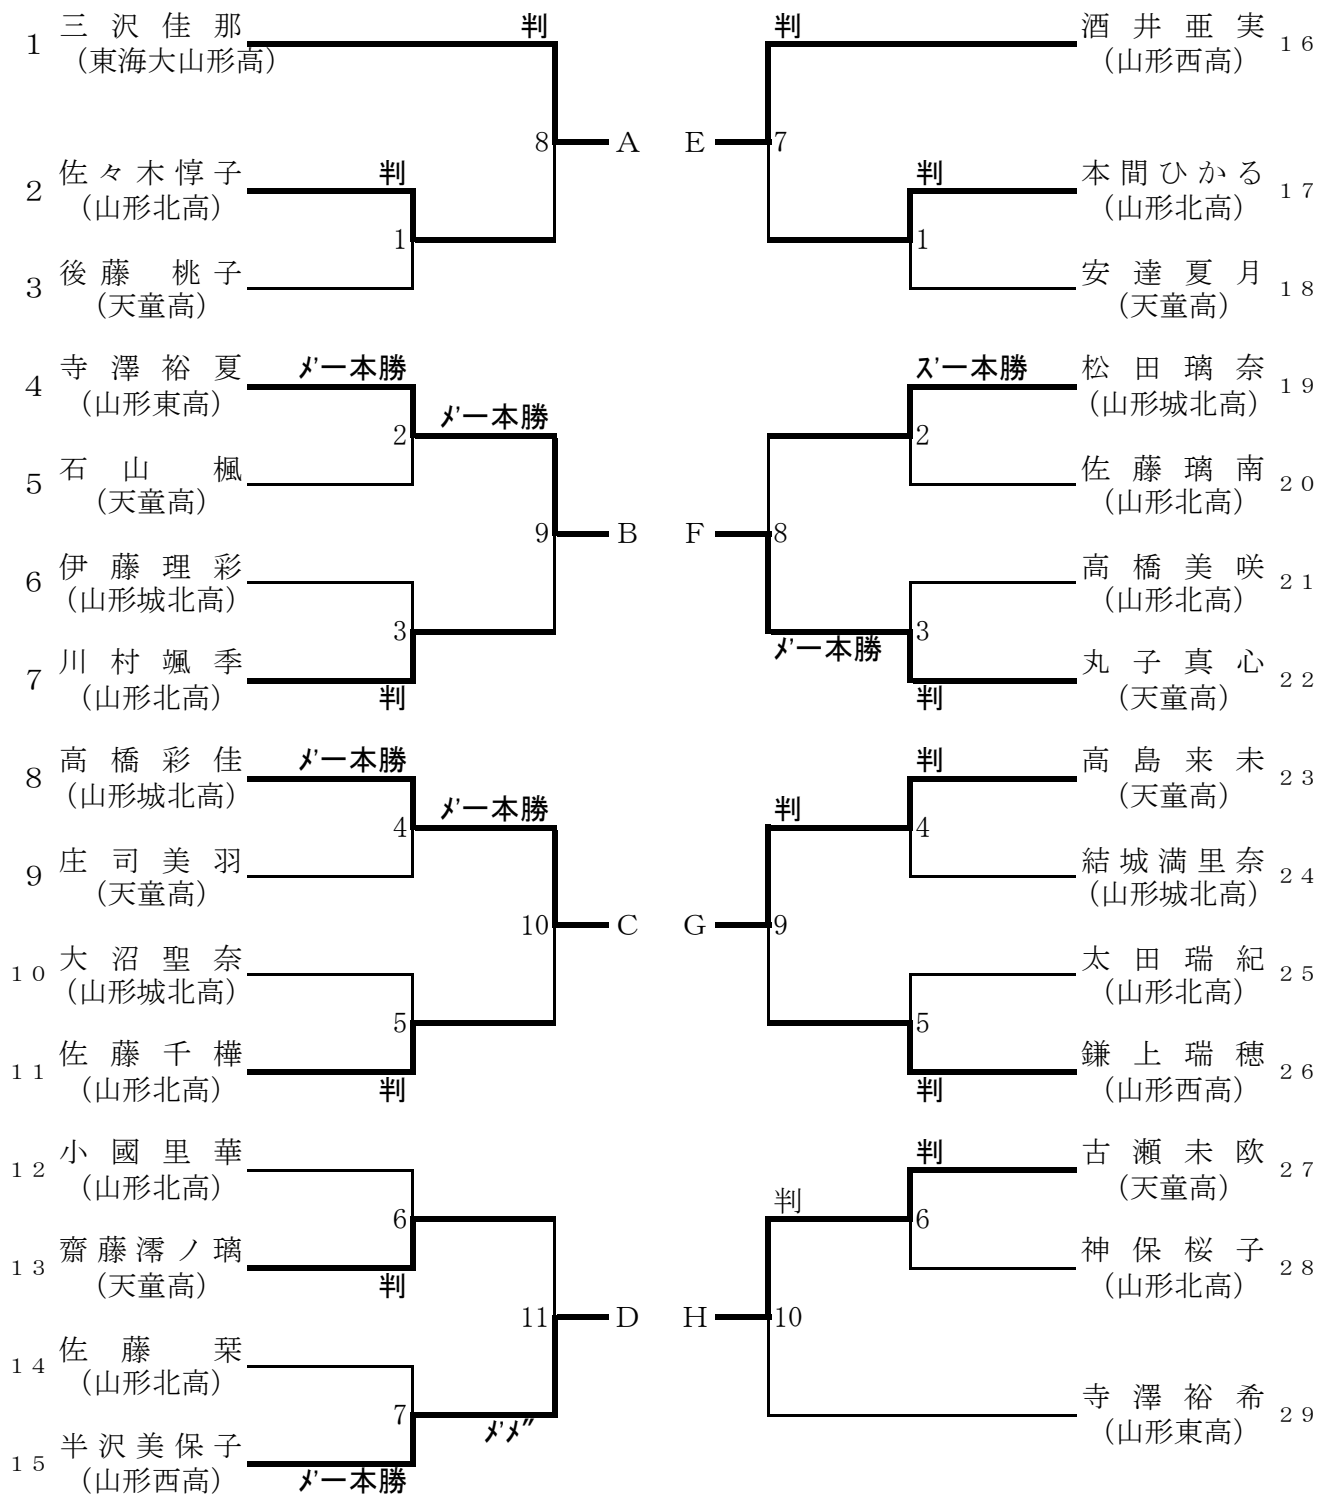 1 三沢佳那 (東海大山形高) 判
8 A
2 佐々木惇子 (山形北高) 判
1
3 後藤 桃子 (天童高)
4 寺澤裕夏 (山形東高) メ'一本勝
2 メ'一本勝
5 石山 楓 (天童高)
9 B
6 伊藤理彩 (山形城北高)
3
7 川村颯季 (山形北高) 判
8 高橋彩佳 (山形城北高) メ'一本勝
4 メ'一本勝
9 庄司美羽 (天童高)
10 C
10 大沼聖奈 (山形城北高)
5
11 佐藤千樺 (山形北高) 判
12 小國里華 (山形北高)
6
13 齋藤澪ノ璃 (天童高) 判
11 D
14 佐藤 栞 (山形北高)
7 メ'メ"
15 半沢美保子 (山形西高) メ'一本勝
判 酒井亜実 (山形西高) 16
E 7
判 本間ひかる (山形北高) 17
1
安達夏月 (天童高) 18
ス'一本勝 松田璃奈 (山形城北高) 19
2
佐藤璃南 (山形北高) 20
F 8
高橋美咲 (山形北高) 21
メ'一本勝 3
判 丸子真心 (天童高) 22
判 高島来未 (天童高) 23
判 4
結城満里奈 (山形城北高) 24
G 9
太田瑞紀 (山形北高) 25
5
判 鎌上瑞穂 (山形西高) 26
判 古瀬未欧 (天童高) 27
判 6
神保桜子 (山形北高) 28
H 10
寺澤裕希 (山形東高) 29